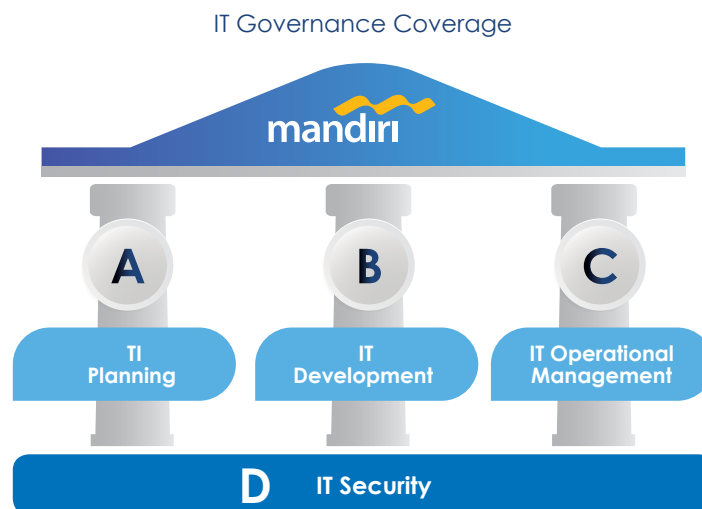 IT Governance Coverage
mandiri
A
B
C
TI
Planning
IT
Development
IT Operational
Management
D IT Security